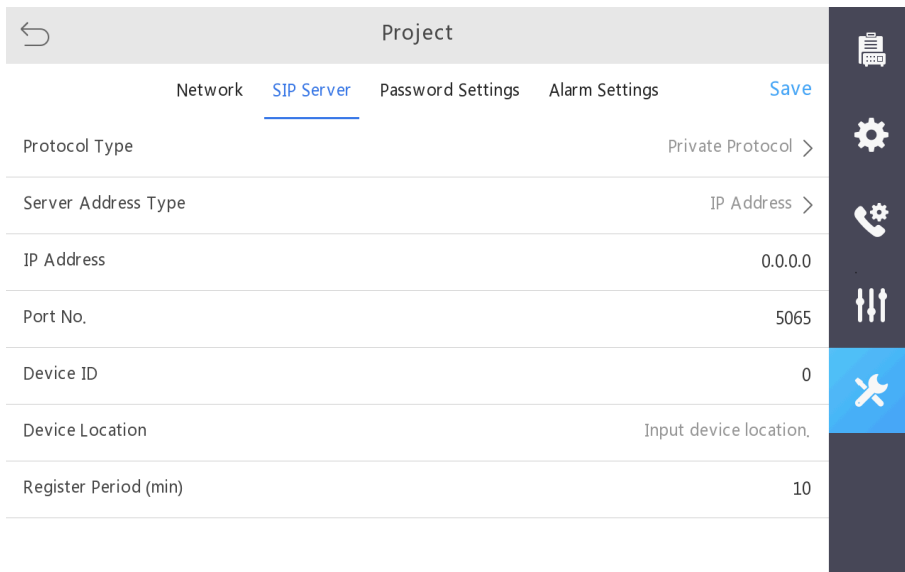 Project
Network SIP Server Password Settings Alarm Settings Save
Protocol Type Private Protocol
Server Address Type IP Address
IP Address 0.0.0.0
Port No. 5065
Device ID 0
Device Location Input device location.
Register Period (min) 10